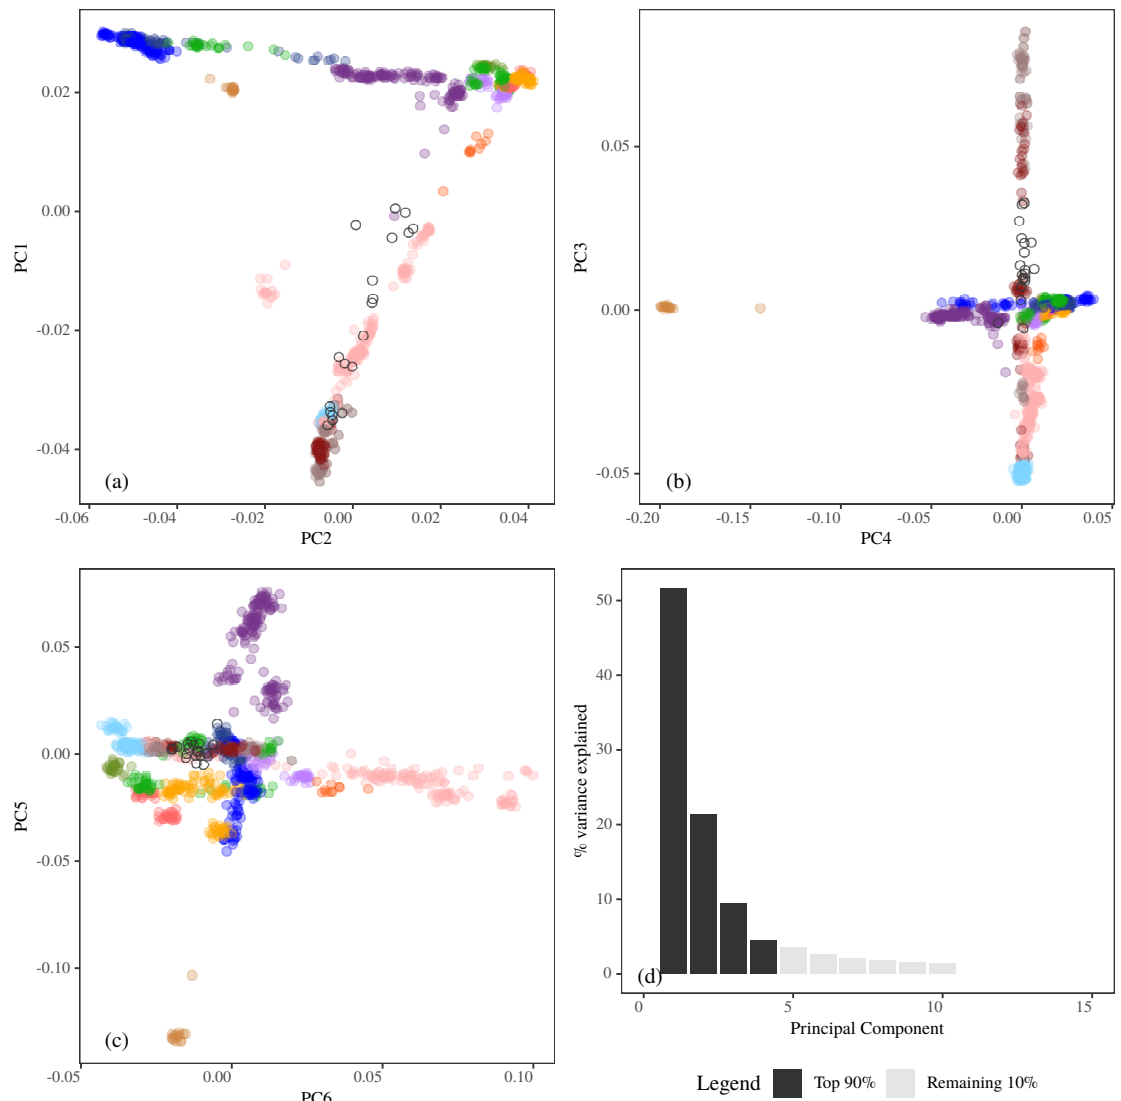 0.02
0.00
-0.02
-0.04
PC1
(a)
-0.06
-0.04
-0.02
0.00
0.02
0.04
PC2
0.05
0.00
-0.05
PC3
(b)
-0.20
-0.15
-0.10
-0.05
0.00
0.05
PC4
0.05
0.00
-0.05
-0.10
PC5
(c)
-0.05
0.00
0.05
0.10
PC6
50
40
30
20
10
0
% variance explained
(d)
0
5
10
15
Principal Component
Legend Top 90% Remaining 10%